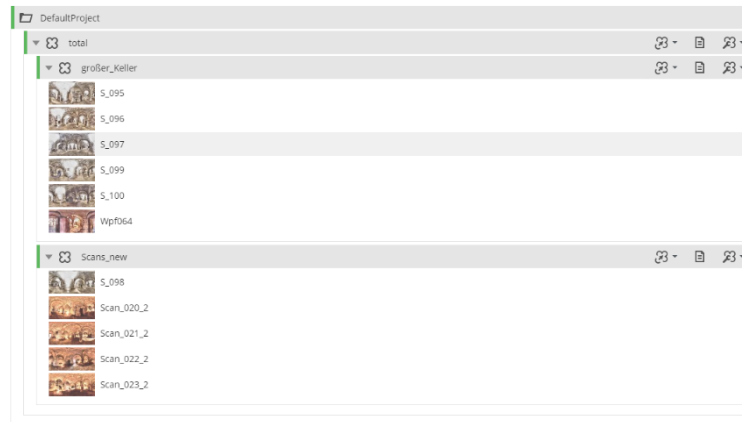 DefaultProject
total
großer_Keller
S_095
S_096
S_097
S_099
S_100
Wpf064
Scans_new
S_098
Scan_020_2
Scan_021_2
Scan_022_2
Scan_023_2